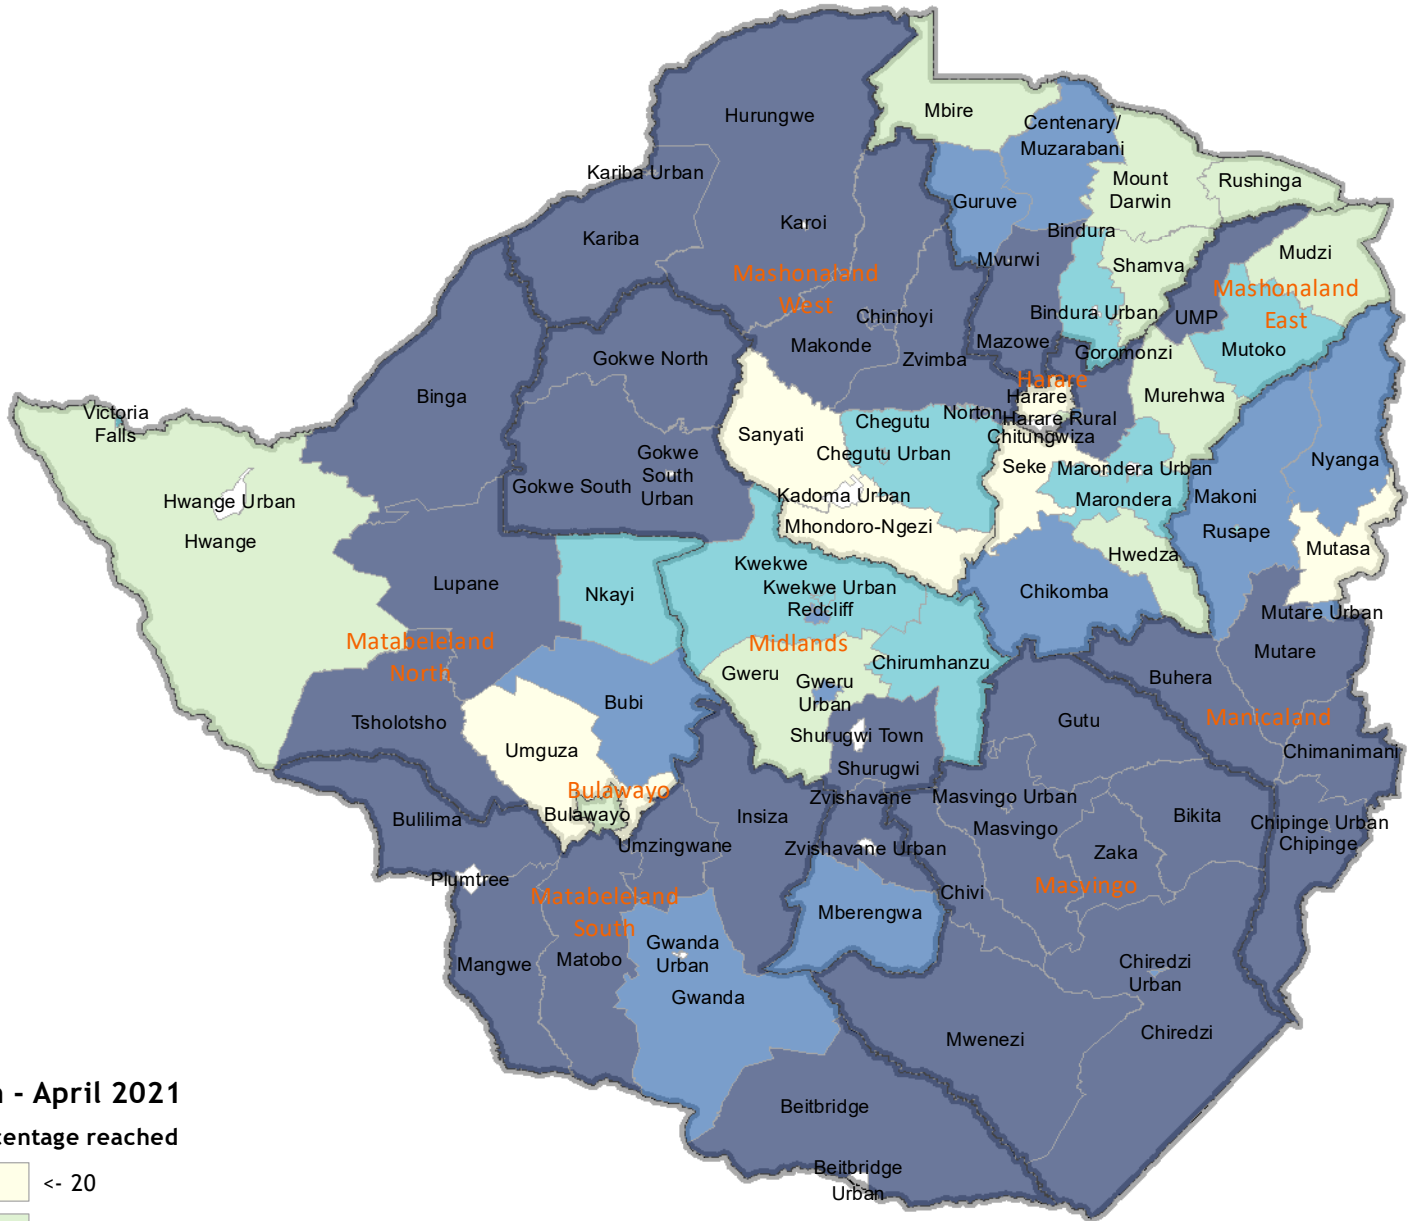 Hurungwe
Mbire
Centenary/
Muzarabani
Kariba Urban
Mount
Darwin
Rushinga
Guruve
Karoi
Kariba
Bindura
Mvurwi
Shamva
Mudzi
Mashonaland
West
Mashonaland
East
Chinhoyi
Bindura Urban
UMP
Makonde
Zvimba
Mazowe
Goromonzi
Mutoko
Gokwe North
Harare
Harare
Binga
Murehwa
Victoria
Falls
Norton
Harare Rural
Chegutu
Sanyati
Chitungwiza
Chegutu Urban
Gokwe
South
Urban
Seke
Marondera Urban
Nyanga
Gokwe South
Hwange Urban
Kadoma Urban
Marondera
Makoni
Mhondoro-Ngezi
Rusape
Hwange
Hwedza
Mutasa
Kwekwe
Lupane
Kwekwe Urban
Nkayi
Chikomba
Redcliff
Mutare Urban
Matabeleland
North
Midlands
Mutare
Chirumhanzu
Gweru
Buhera
Gweru
Urban
Bubi
Manicaland
Tsholotsho
Gutu
Shurugwi Town
Umguza
Chimanimani
Shurugwi
Bulawayo
Zvishavane
Masvingo Urban
Bulawayo
Insiza
Bulilima
Bikita
Masvingo
Chipinge Urban
Chipinge
Umzingwane
Zvishavane Urban
Zaka
Plumtree
Masvingo
Matabeleland
South
Chivi
Mberengwa
Gwanda
Urban
Mangwe
Matobo
Chiredzi
Urban
Gwanda
Mwenezi
Chiredzi
- April 2021
Beitbridge
centage reached
Beitbridge
Urban
<- 20